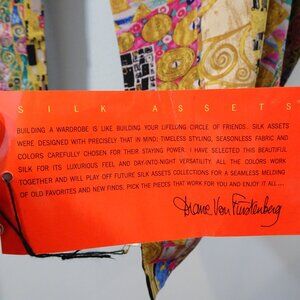 SILK ASSETS
BUILDING A WARDROBE IS LIKE BUILDING YOUR LIFELONG CIRCLE OF FRIENDS. SILK ASSETS
WERE DESIGNED WITH PRECISELY THAT IN MIND; TIMELESS STYLING, SEASONLESS FABRIC AND
COLORS CAREFULLY CHOSEN FOR THEIR STAYING POWER. I HAVE SELECTED THIS BEAUTIFUL
SILK FOR ITS LUXURIOUS FEEL AND DAY-INTO-NIGHT VERSATILITY. ALL THE COLORS WORK
TOGETHER AND WILL PLAY OFF FUTURE SILK ASSETS COLLECTIONS FOR A SEAMLESS MELDING
OF OLD FAVORITES AND NEW FINDS. PICK THE PIECES THAT WORK FOR YOU AND ENJOY IT ALL...
Diane Von Furstenberg